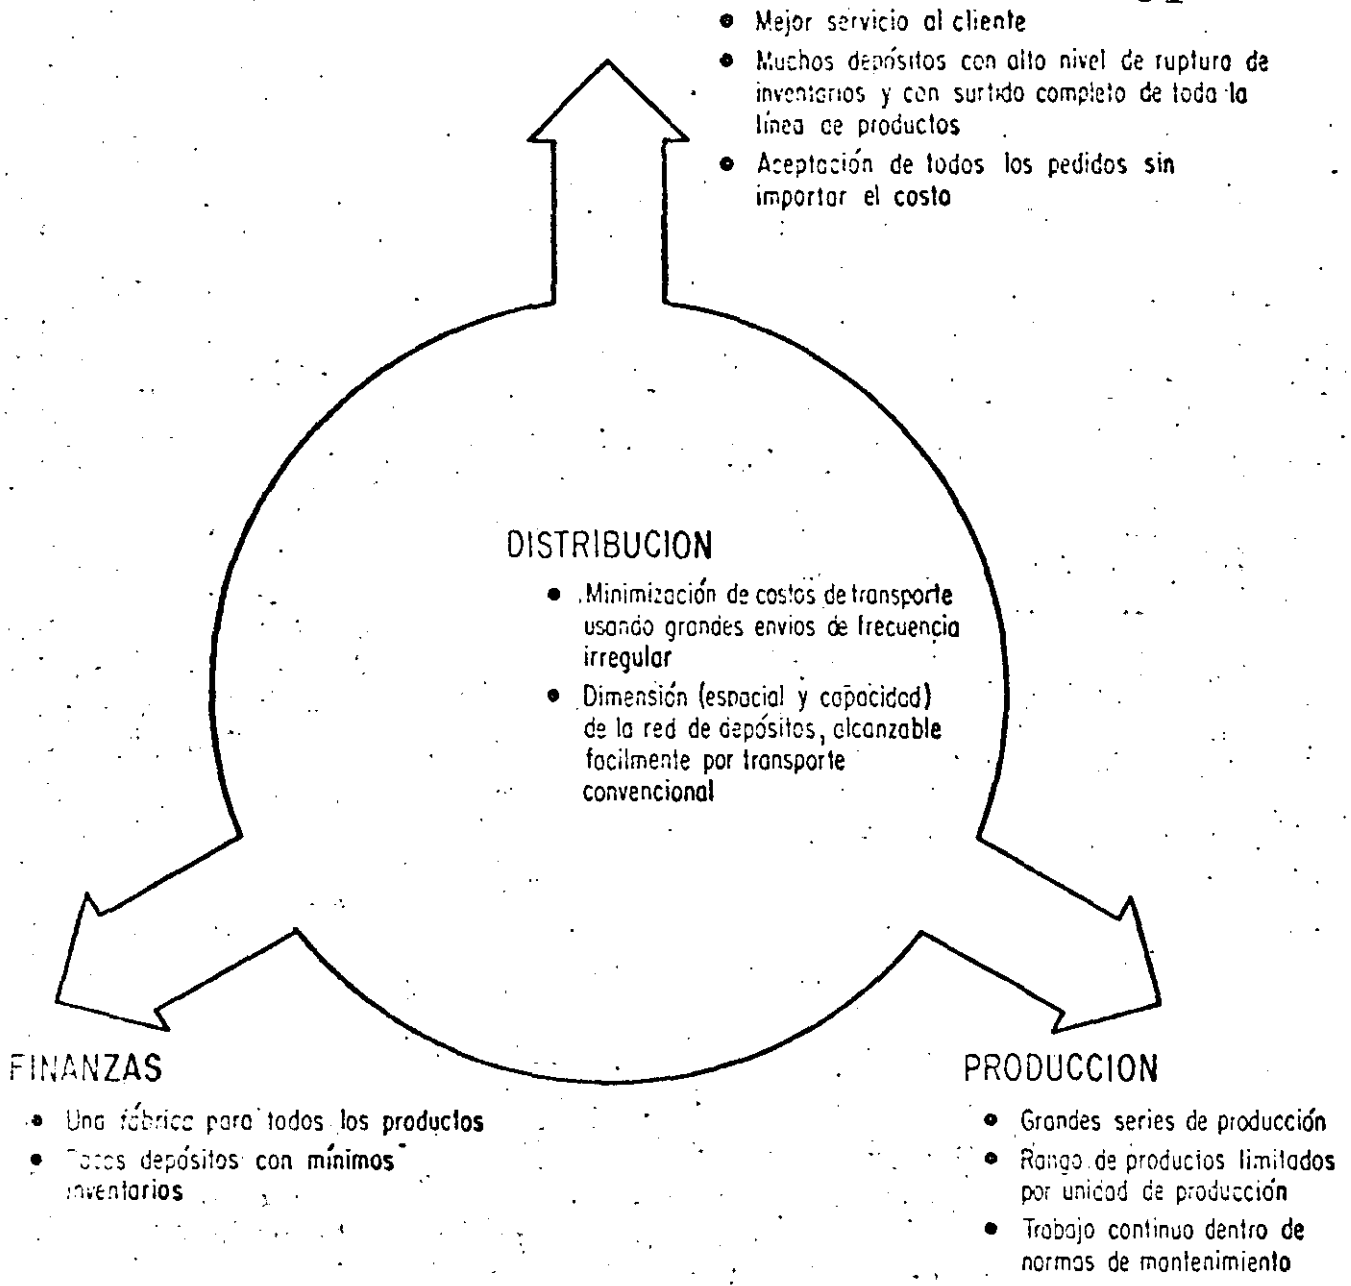 • Mejor servicio al cliente
• Muchos depósitos con alto nivel de ruptura de
inventarios y con surtido completo de toda la
línea de productos
• Aceptación de todos los pedidos sin
importar el costo
DISTRIBUCION
• Minimización de costos de transporte
usando grandes envios de frecuencia
irregular
• Dimensión (espacial y capacidad)
de la red de depósitos, alcanzable
facilmente por transporte
convencional
FINANZAS
• Una fábrica para todos los productos
• Pocos depósitos con mínimos
inventarios
PRODUCCION
• Grandes series de producción
• Rango de productos limitados
por unidad de producción
• Trabajo continuo dentro de
normas de mantenimiento